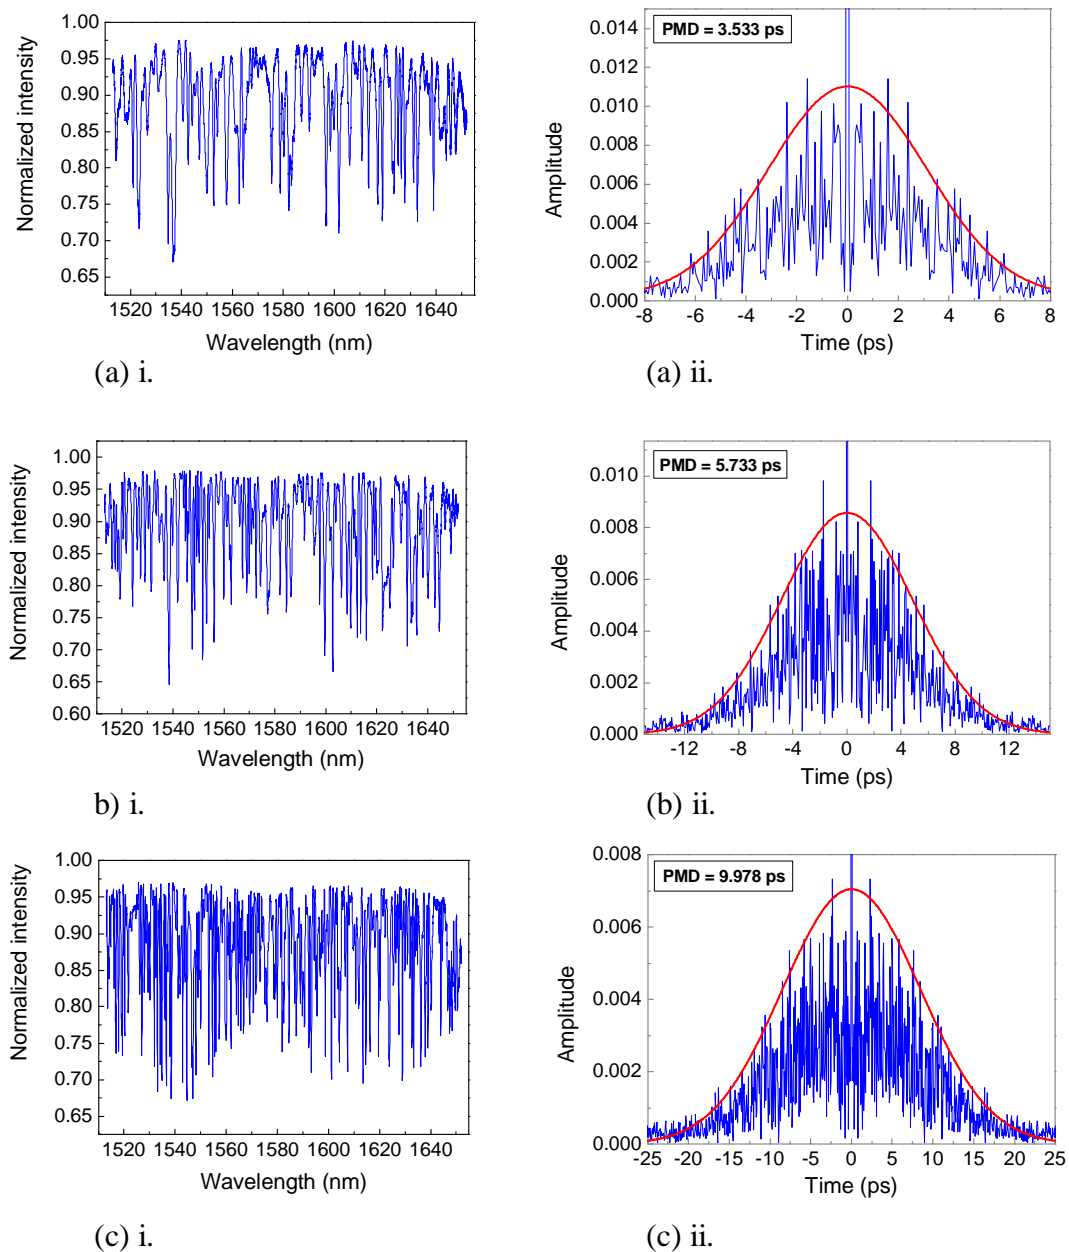 1.00
0.95
0.90
0.85
0.80
0.75
0.70
0.65
Normalized intensity
1520 1540 1560 1580 1600 1620 1640
Wavelength (nm)
(a) i.
PMD = 3.533 ps
0.014
0.012
0.010
0.008
0.006
0.004
0.002
0.000
Amplitude
-8 -6 -4 -2 0 2 4 6 8
Time (ps)
(a) ii.
1.00
0.95
0.90
0.85
0.80
0.75
0.70
0.65
0.60
Normalized intensity
1520 1540 1560 1580 1600 1620 1640
Wavelength (nm)
b) i.
PMD = 5.733 ps
0.010
0.008
0.006
0.004
0.002
0.000
Amplitude
-12 -8 -4 0 4 8 12
Time (ps)
(b) ii.
1.00
0.95
0.90
0.85
0.80
0.75
0.70
0.65
Normalized intensity
1520 1540 1560 1580 1600 1620 1640
Wavelength (nm)
(c) i.
PMD = 9.978 ps
0.008
0.006
0.004
0.002
0.000
Amplitude
-25 -20 -15 -10 -5 0 5 10 15 20 25
Time (ps)
(c) ii.